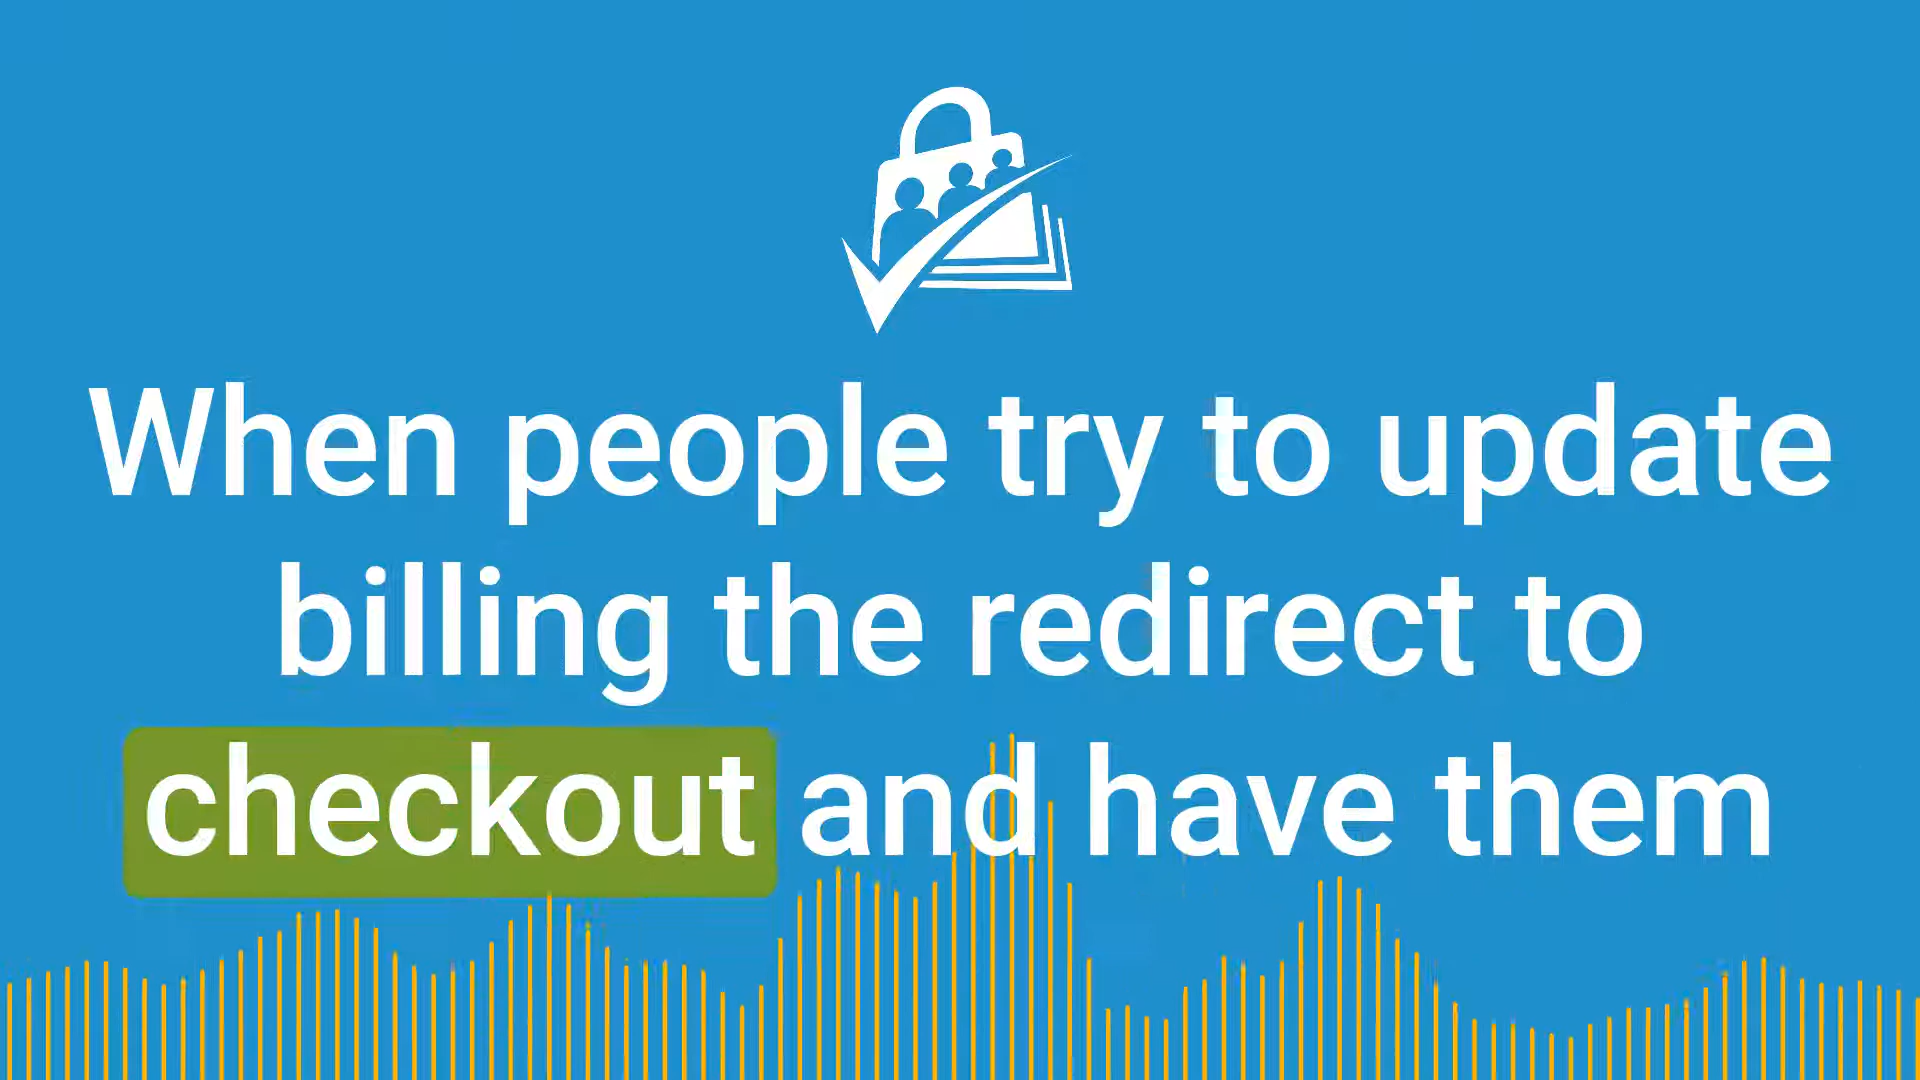 When people try to update
billing the redirect to
checkout and have them